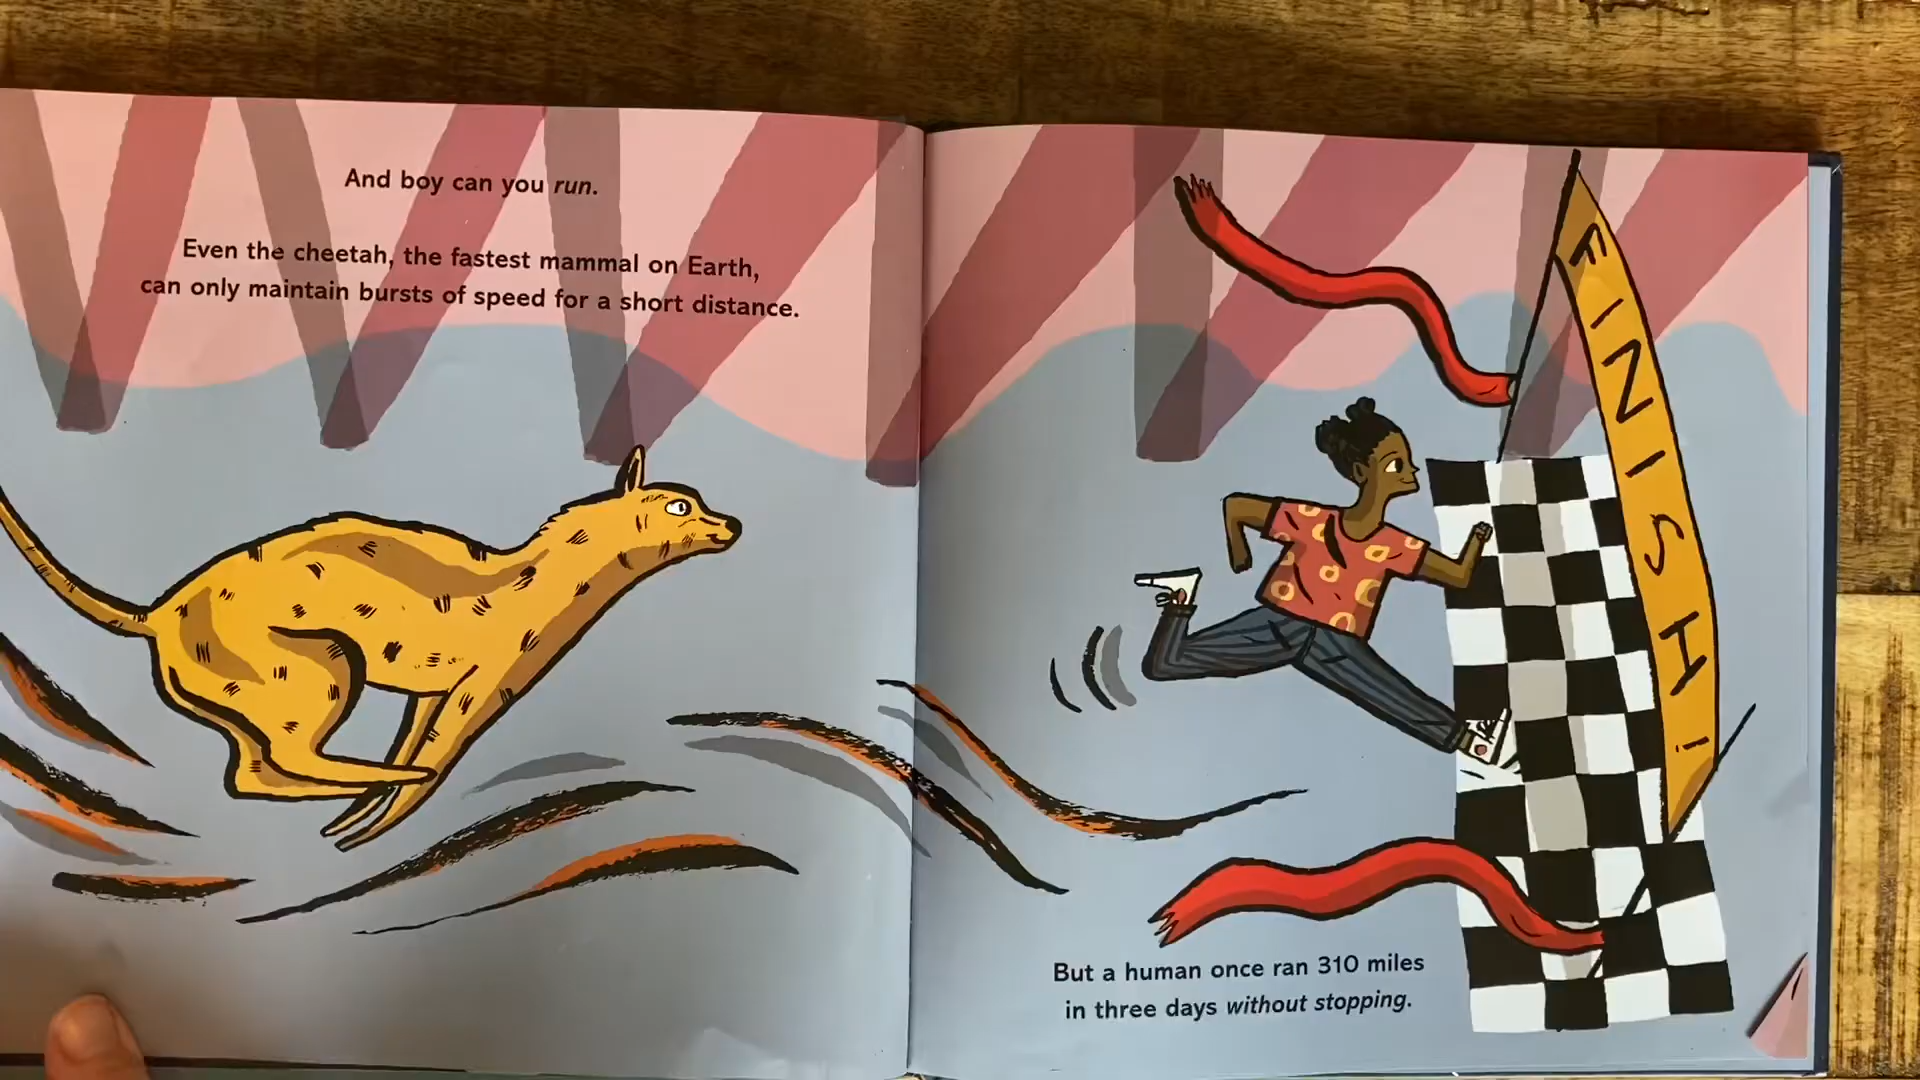 And boy can you run.
Even the cheetah, the fastest mammal on Earth,
can only maintain bursts of speed for a short distance.
FINISH!
But a human once ran 310 miles
in three days without stopping.